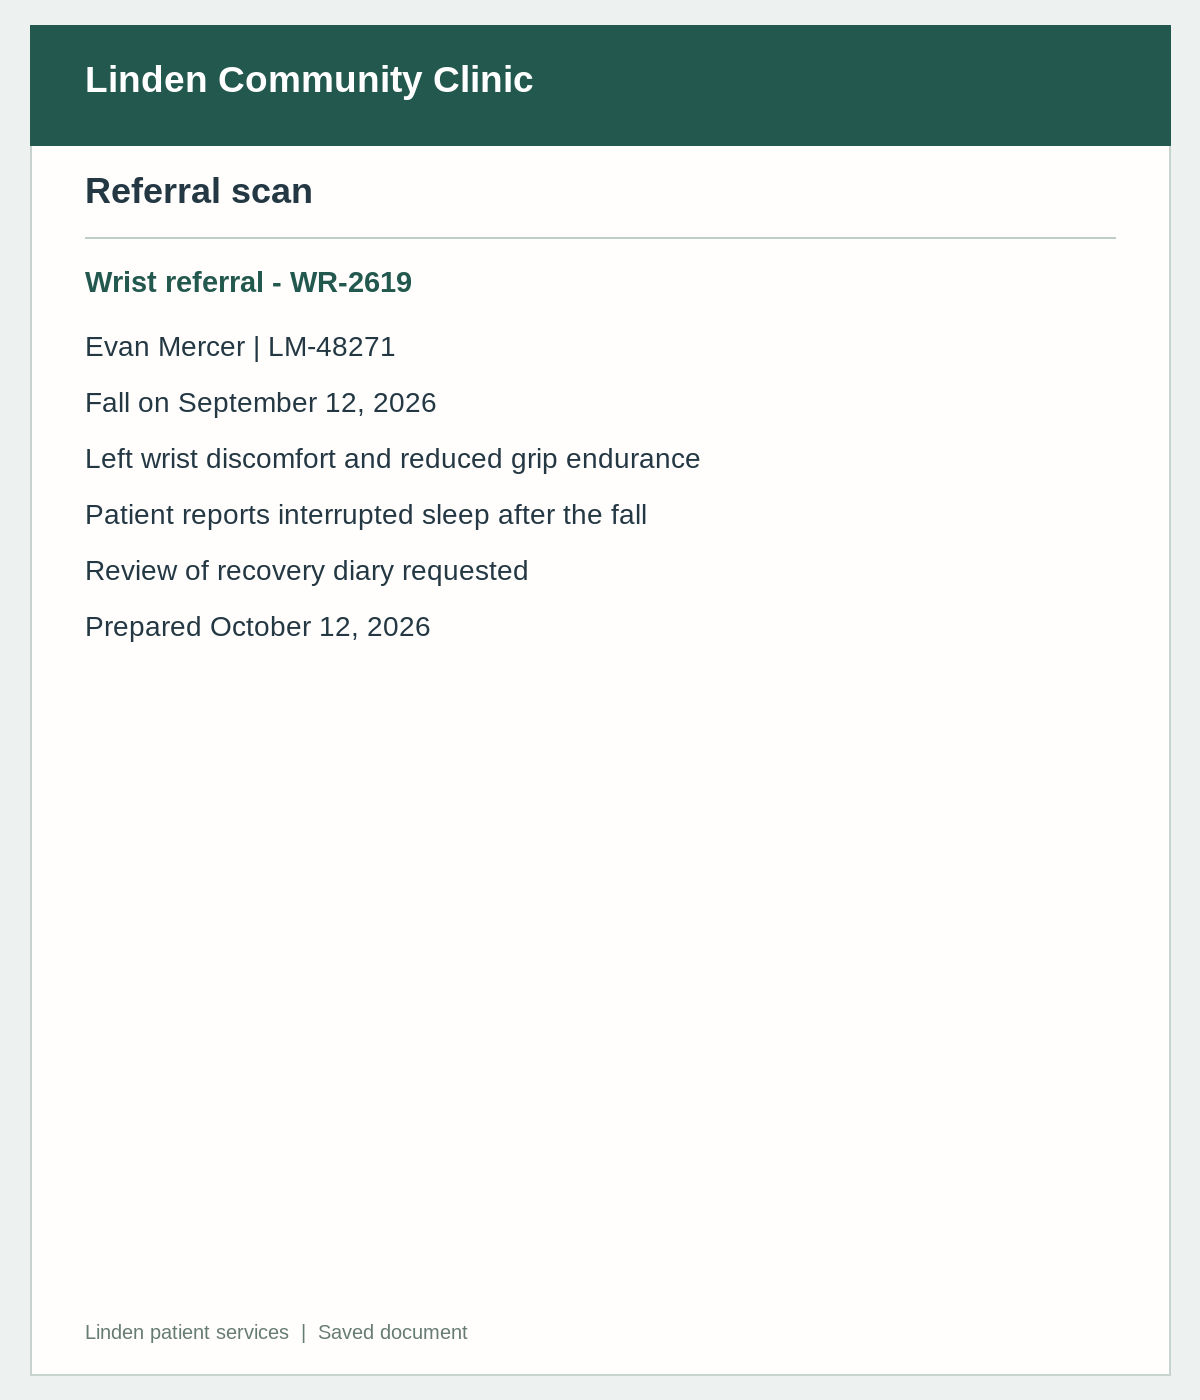 Linden Community Clinic
Referral scan
Wrist referral - WR-2619
Evan Mercer | LM-48271
Fall on September 12, 2026
Left wrist discomfort and reduced grip endurance
Patient reports interrupted sleep after the fall
Review of recovery diary requested
Prepared October 12, 2026
Linden patient services | Saved document